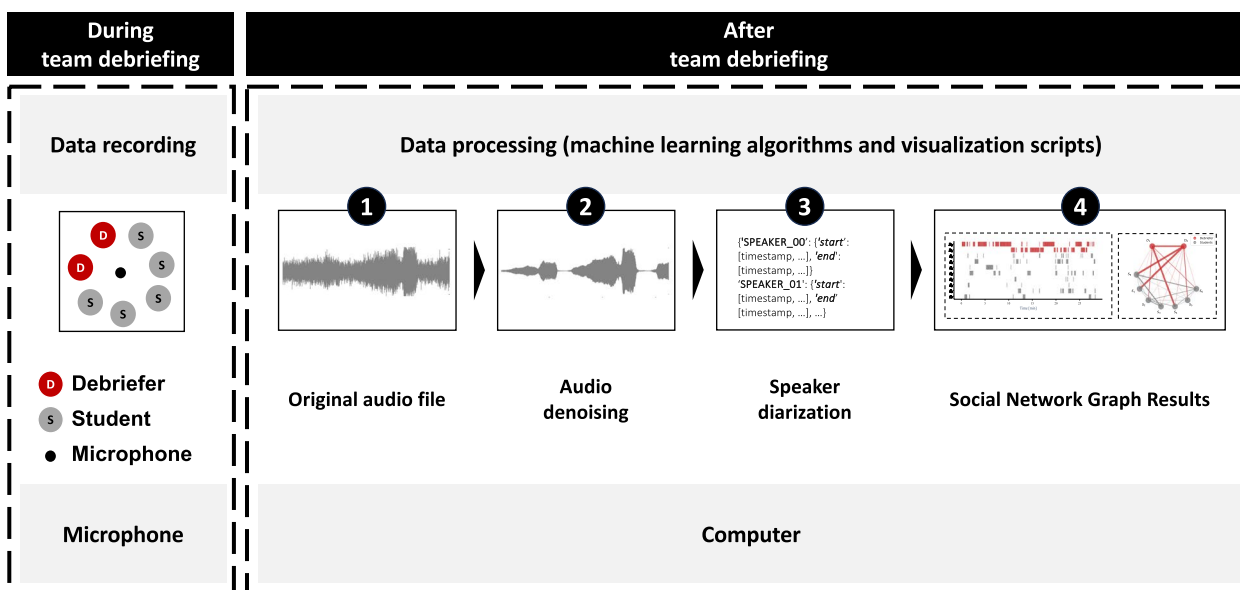 During
team debriefing
After
team debriefing
Data recording
Data processing (machine learning algorithms and visualization scripts)
1
2
3
4
D
S
D
S
S
S
S
{'SPEAKER_00': {'start':
[timestamp, ...], 'end':
[timestamp, ...]}
'SPEAKER_01': {'start':
[timestamp, ...], 'end'
[timestamp, ...], ...}
D Debriefer
S Student
Microphone
Original audio file
Audio
denoising
Speaker
diarization
Social Network Graph Results
Microphone
Computer